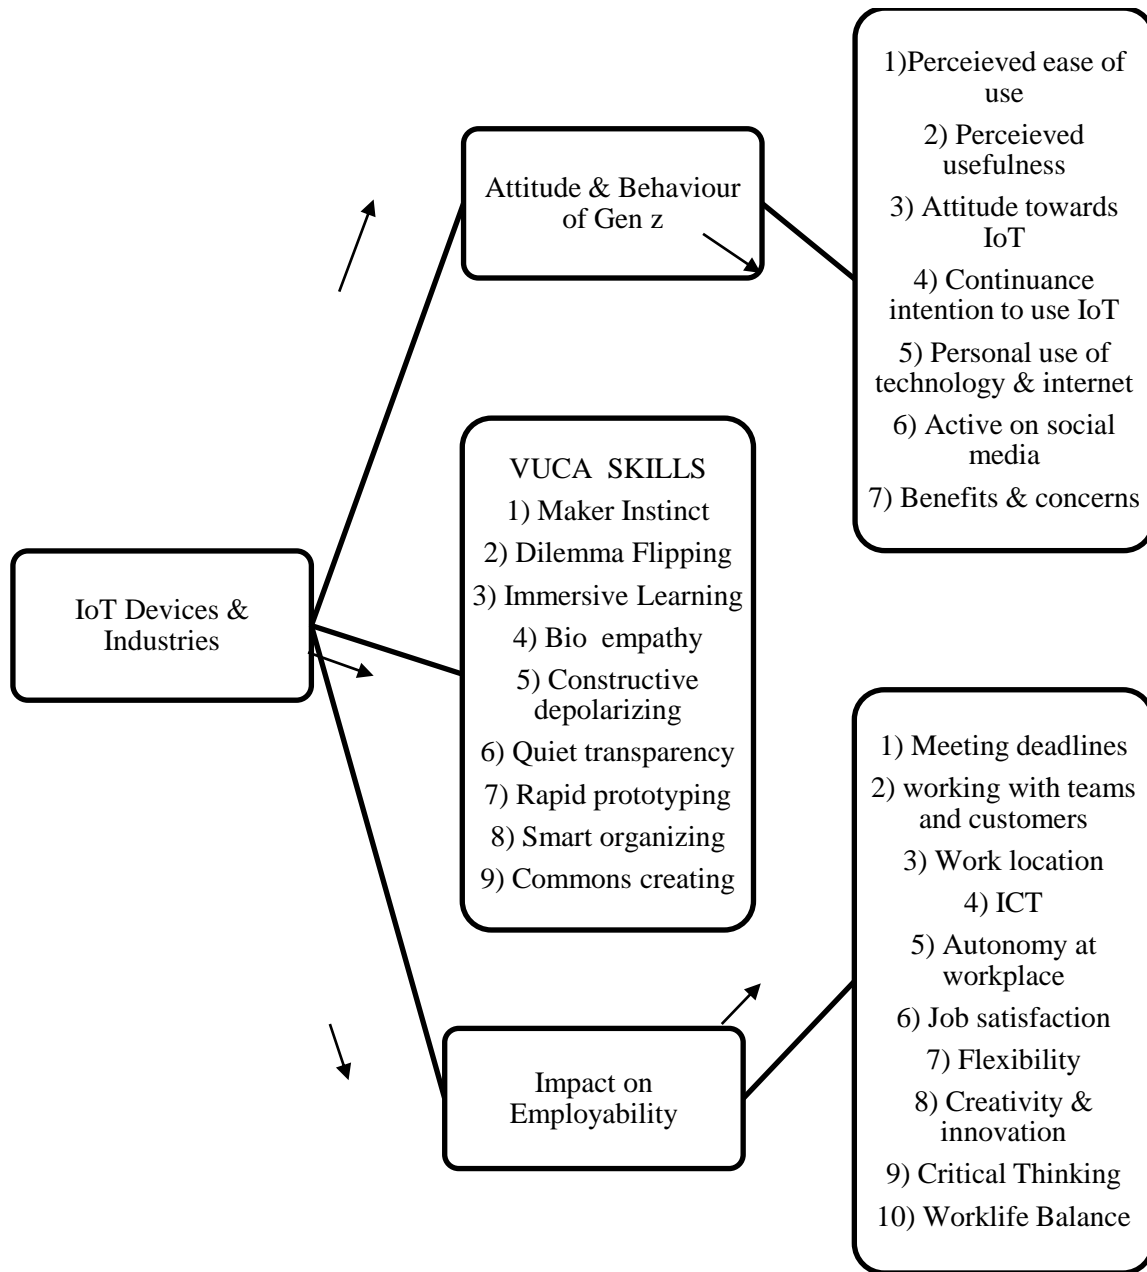 IoT Devices &
Industries
Attitude & Behaviour
of Gen z
1)Perceieved ease of
use
2) Perceieved
usefulness
3) Attitude towards
IoT
4) Continuance
intention to use IoT
5) Personal use of
technology & internet
6) Active on social
media
7) Benefits & concerns
VUCA SKILLS
1) Maker Instinct
2) Dilemma Flipping
3) Immersive Learning
4) Bio empathy
5) Constructive
depolarizing
6) Quiet transparency
7) Rapid prototyping
8) Smart organizing
9) Commons creating
Impact on
Employability
1) Meeting deadlines
2) working with teams
and customers
3) Work location
4) ICT
5) Autonomy at
workplace
6) Job satisfaction
7) Flexibility
8) Creativity &
innovation
9) Critical Thinking
10) Worklife Balance